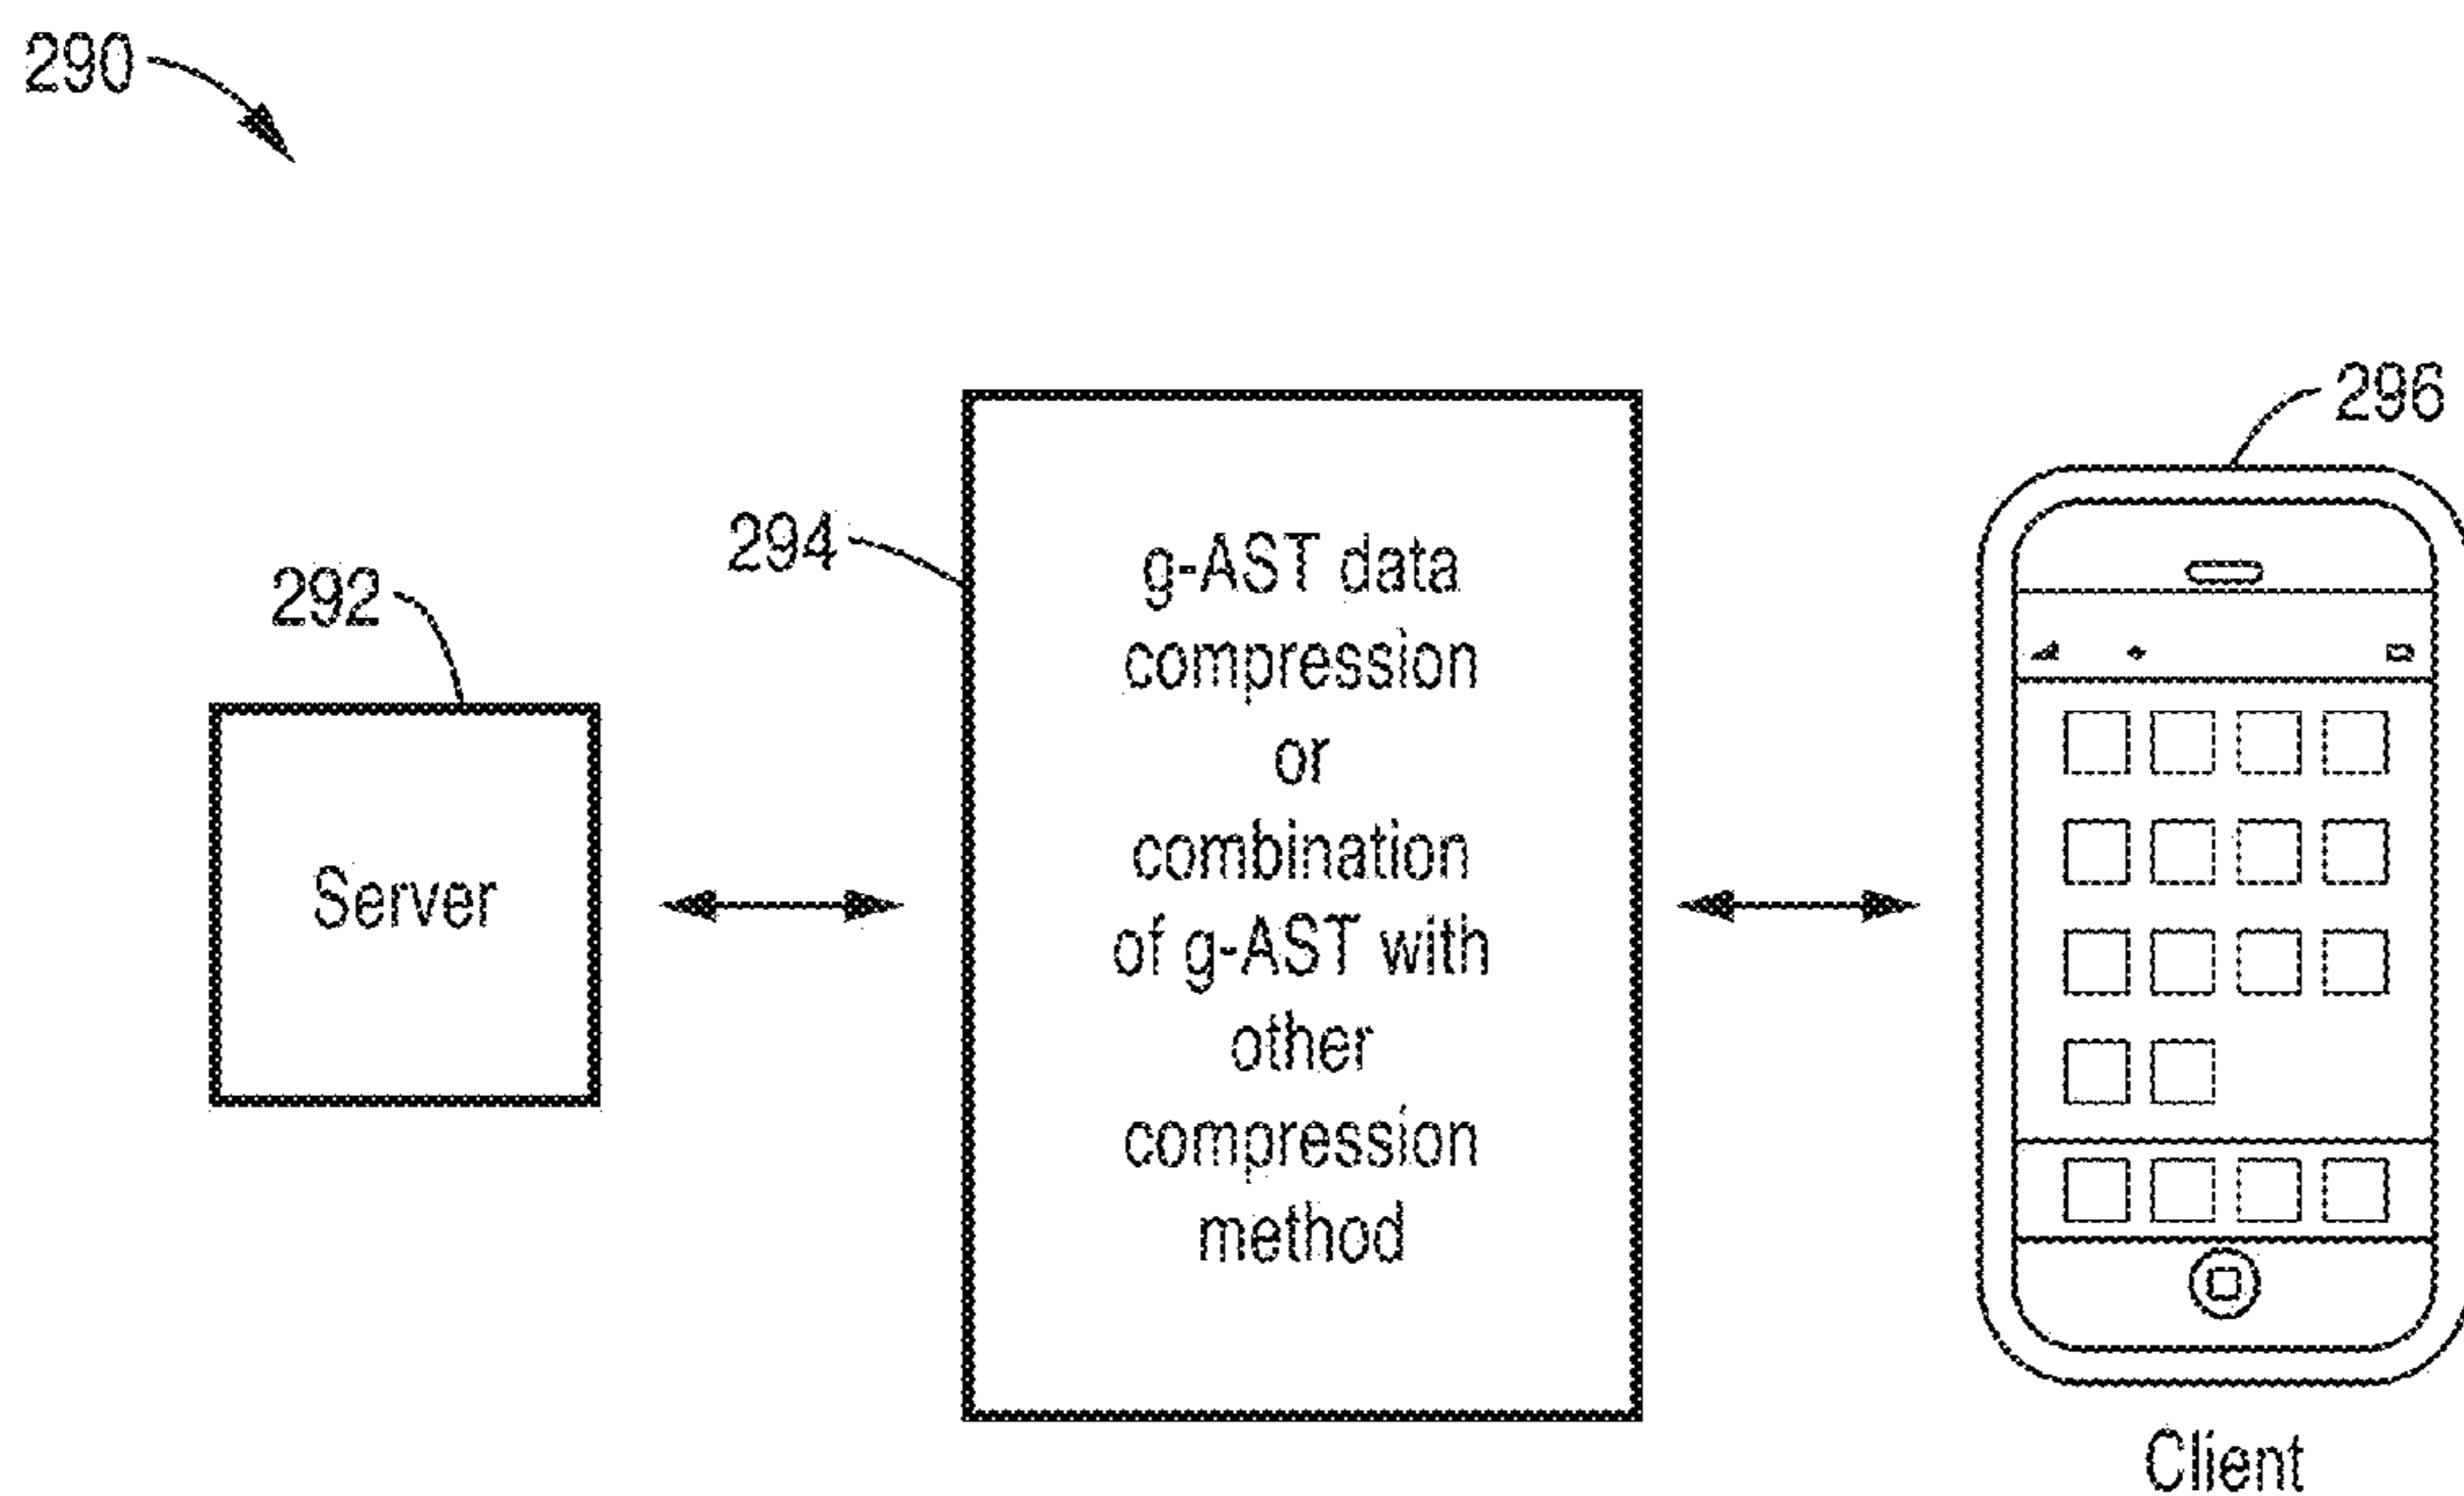 290
296
294
292
g-AST data
compression
or
combination
of g-AST with
other
compression
method
Server
Client